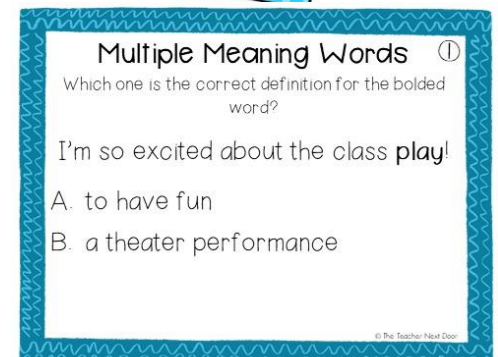 Multiple Meaning Words ①
Which one is the correct definition for the bolded
word?
I'm so excited about the class play!
A. to have fun
B. a theater performance
© The Teacher Next Door